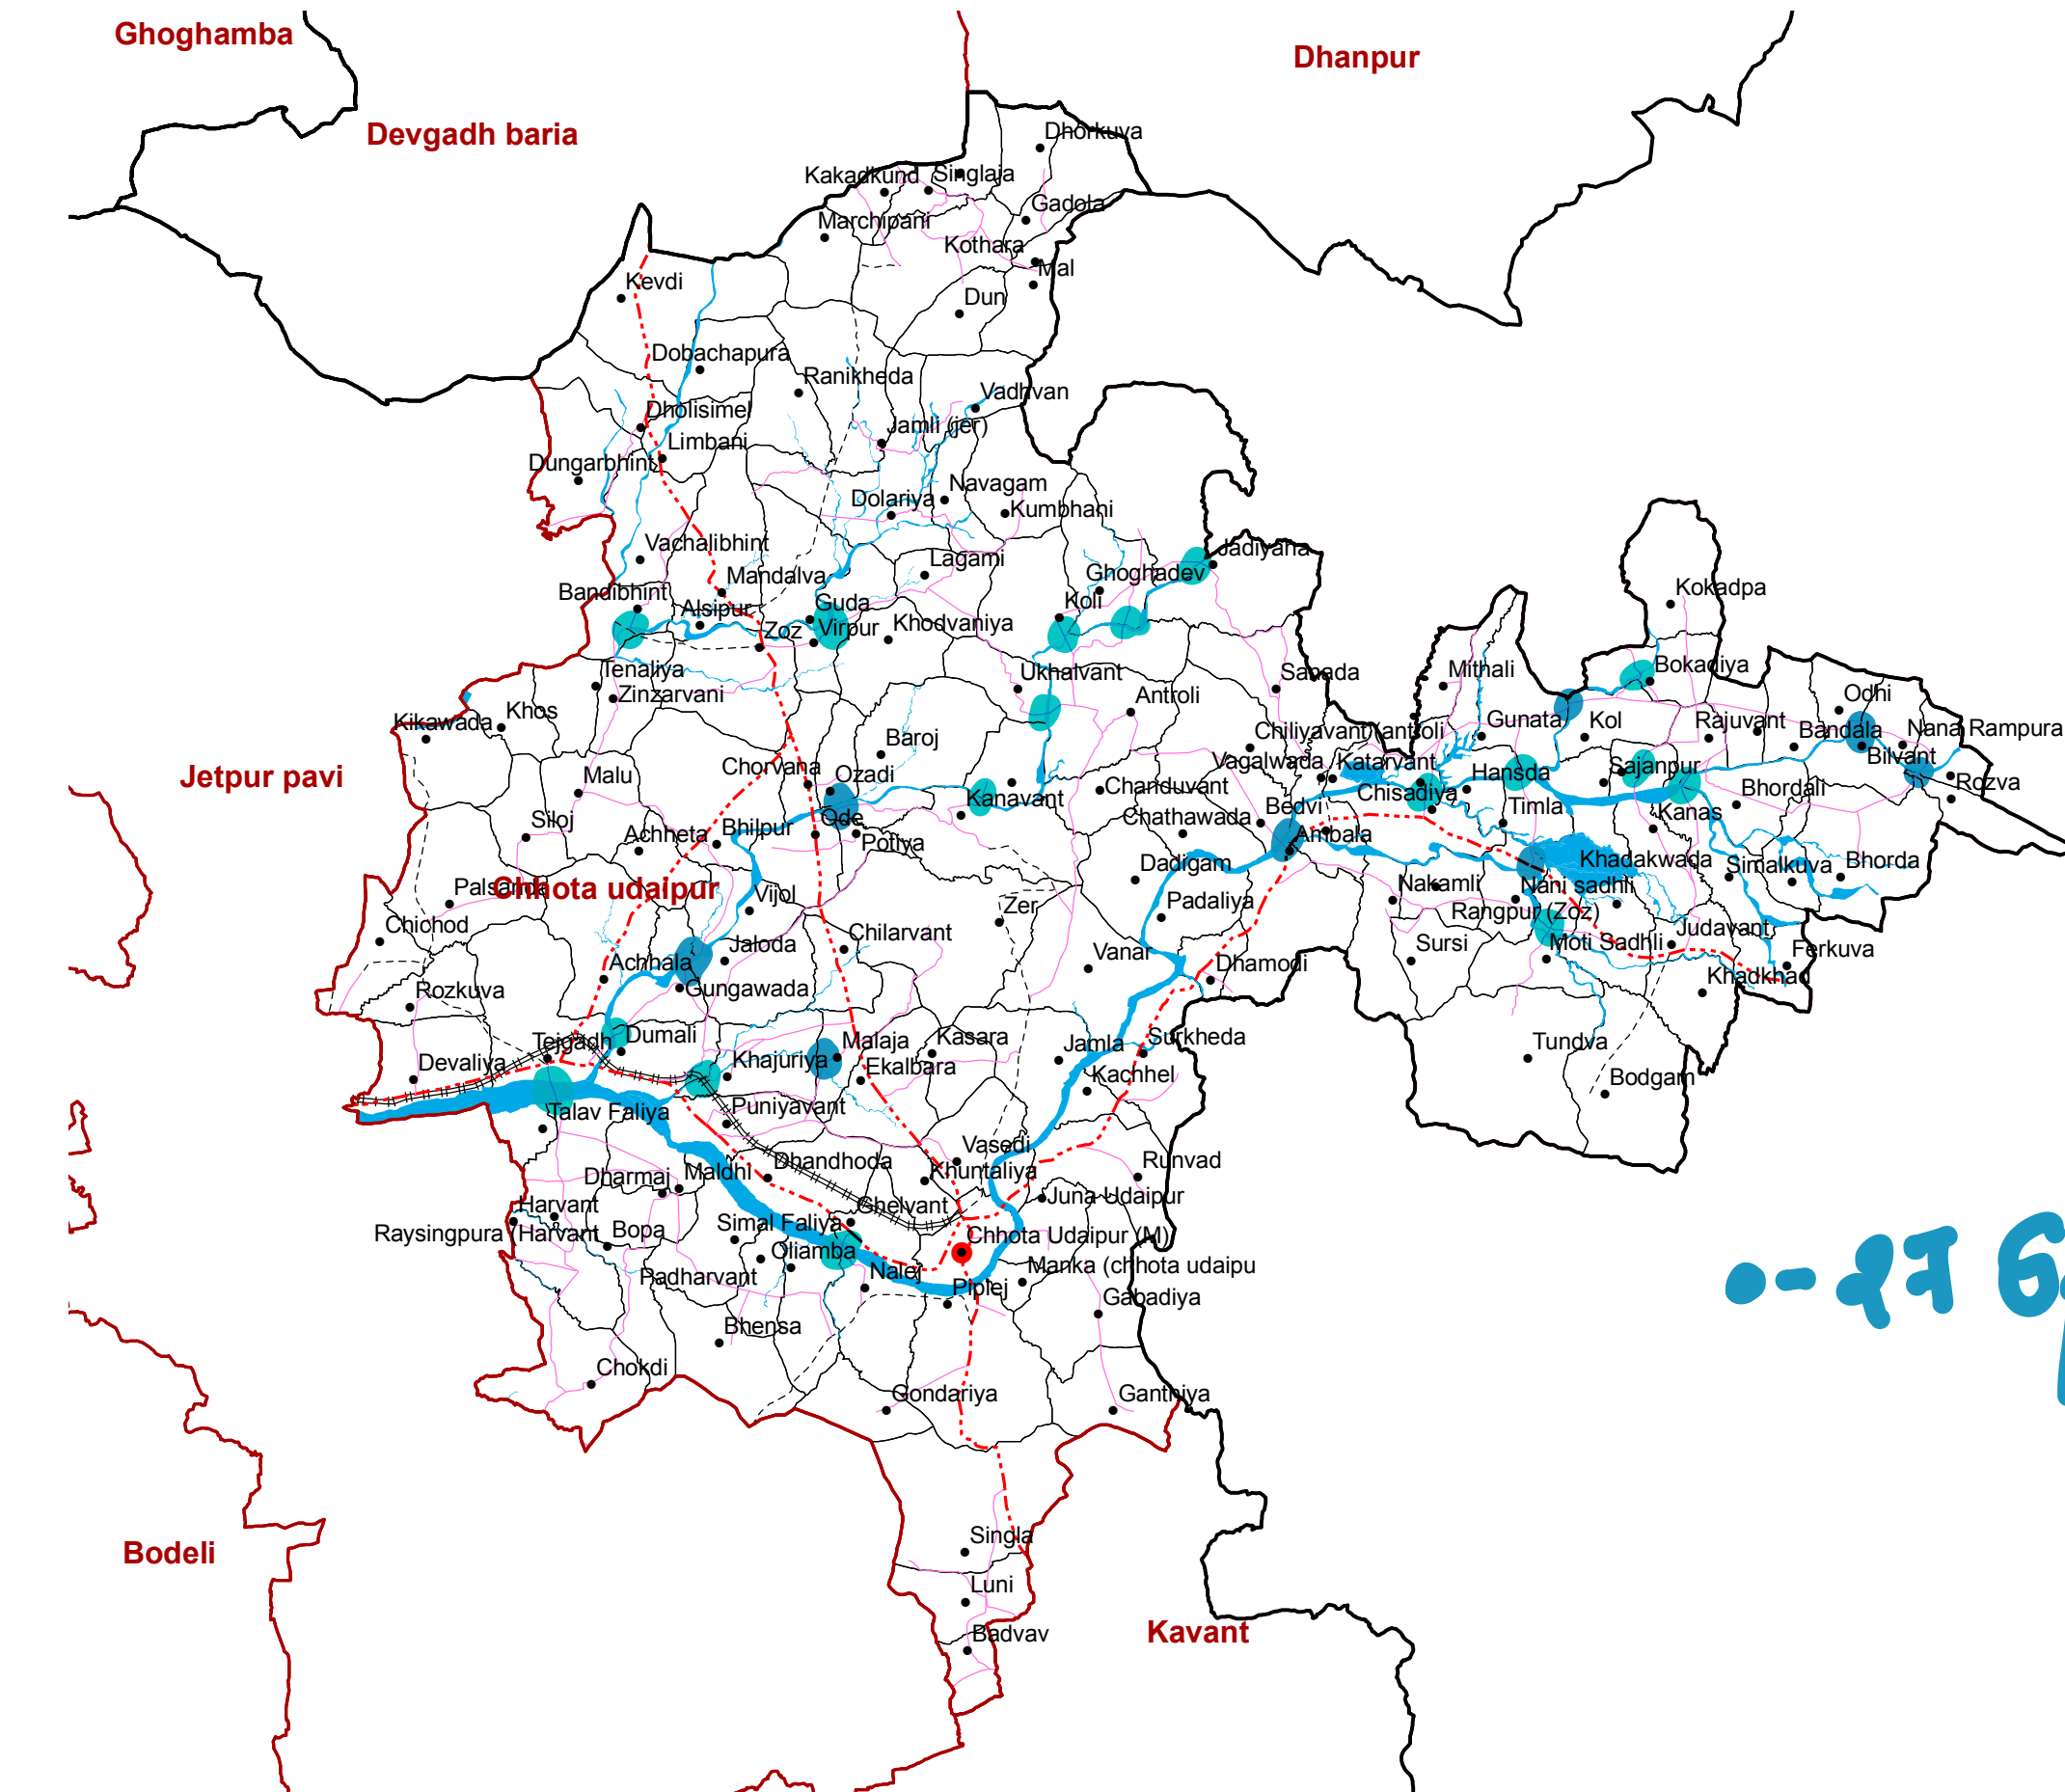 Ghoghamba
Dhanpur
Devgadh baria
Dhorkuva
Kakadkund
Singlaja
Gadola
Marchipani
Kothara
Mal
Kevdi
Dun
Dobachapura
Ranikheda
Vadhvan
Dholisimel
Jamli (jer)
Limbani
Dungarbhint
Navagam
Dolariya
Kumbhani
Vachalibhint
Jadiyana
Lagami
Ghoghadev
Mandalva
Bandibhint
Kokadpa
Alsipur
Guda
Koli
Zoz
Virpur
Khodvaniya
Tenaliya
Ukhalvant
Sanada
Mithali
Bokadiya
Zinzarvani
Antroli
Odhi
Kikawada
Khos
Gunata
Kol
Rajuvant
Bandala
Nana Rampura
Chiliyavant (antroli
Baroj
Bilvant
Jetpur pavi
Malu
Chorvana
Ozadi
Vagalwada
Katarvant
Hansda
Sajanpur
Rozva
Kanavant
Chanduvant
Chisadiya
Bhordali
Siloj
Achheta
Bhilpur
Ode
Chathawada
Bedvi
Timla
Kanas
Potiya
Ambala
Dadigam
Khadakwada
Simalkuva
Bhorda
Palsanda
Chhota udaipur
Vijol
Nakamli
Nani sadhli
Zer
Padaliya
Rangpur (Zoz)
Chichod
Jaloda
Chilarvant
Vanar
Sursi
Moti Sadhli
Judavant
Ferkuva
Achhala
Dhamodi
Khadkhad
Rozkuva
Gungawada
Tejgadh
Dumali
Malaja
Kasara
Jamla
Surkheda
Tundva
Devaliya
Khajuriya
Ekalbara
Kachhel
Bodgam
Talav Faliya
Puniyavant
Vasedi
Dharmaj
Maldhi
Dhandhoda
Khuntaliya
Runvad
Harvant
Ghelvant
Juna Udaipur
Raysingpura (Harvant
Bopa
Simal Faliya
Chhota Udaipur (M)
Oliamba
Padharvant
Nalej
Piplej
Manka (chhota udaipu
Gabadiya
Bhensa
Chokdi
Gondariya
Ganthiya
Singla
Bodeli
Luni
Badvav
Kavant